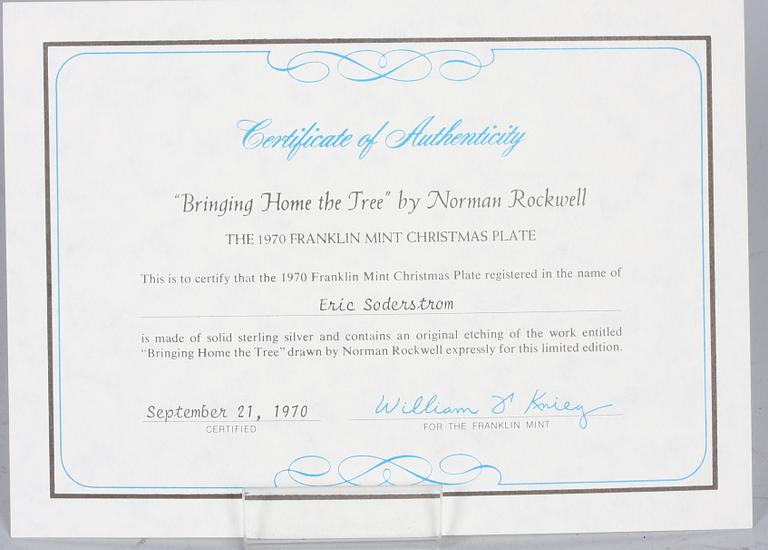 Certificate of Authenticity
"Bringing Home the Tree" by Norman Rockwell
THE 1970 FRANKLIN MINT CHRISTMAS PLATE
This is to certify that the 1970 Franklin Mint Christmas Plate registered in the name of
Eric Soderstrom
is made of solid sterling silver and contains an original etching of the work entitled
"Bringing Home the Tree" drawn by Norman Rockwell expressly for this limited edition.
September 21, 1970
CERTIFIED
William F Krieg
FOR THE FRANKLIN MINT